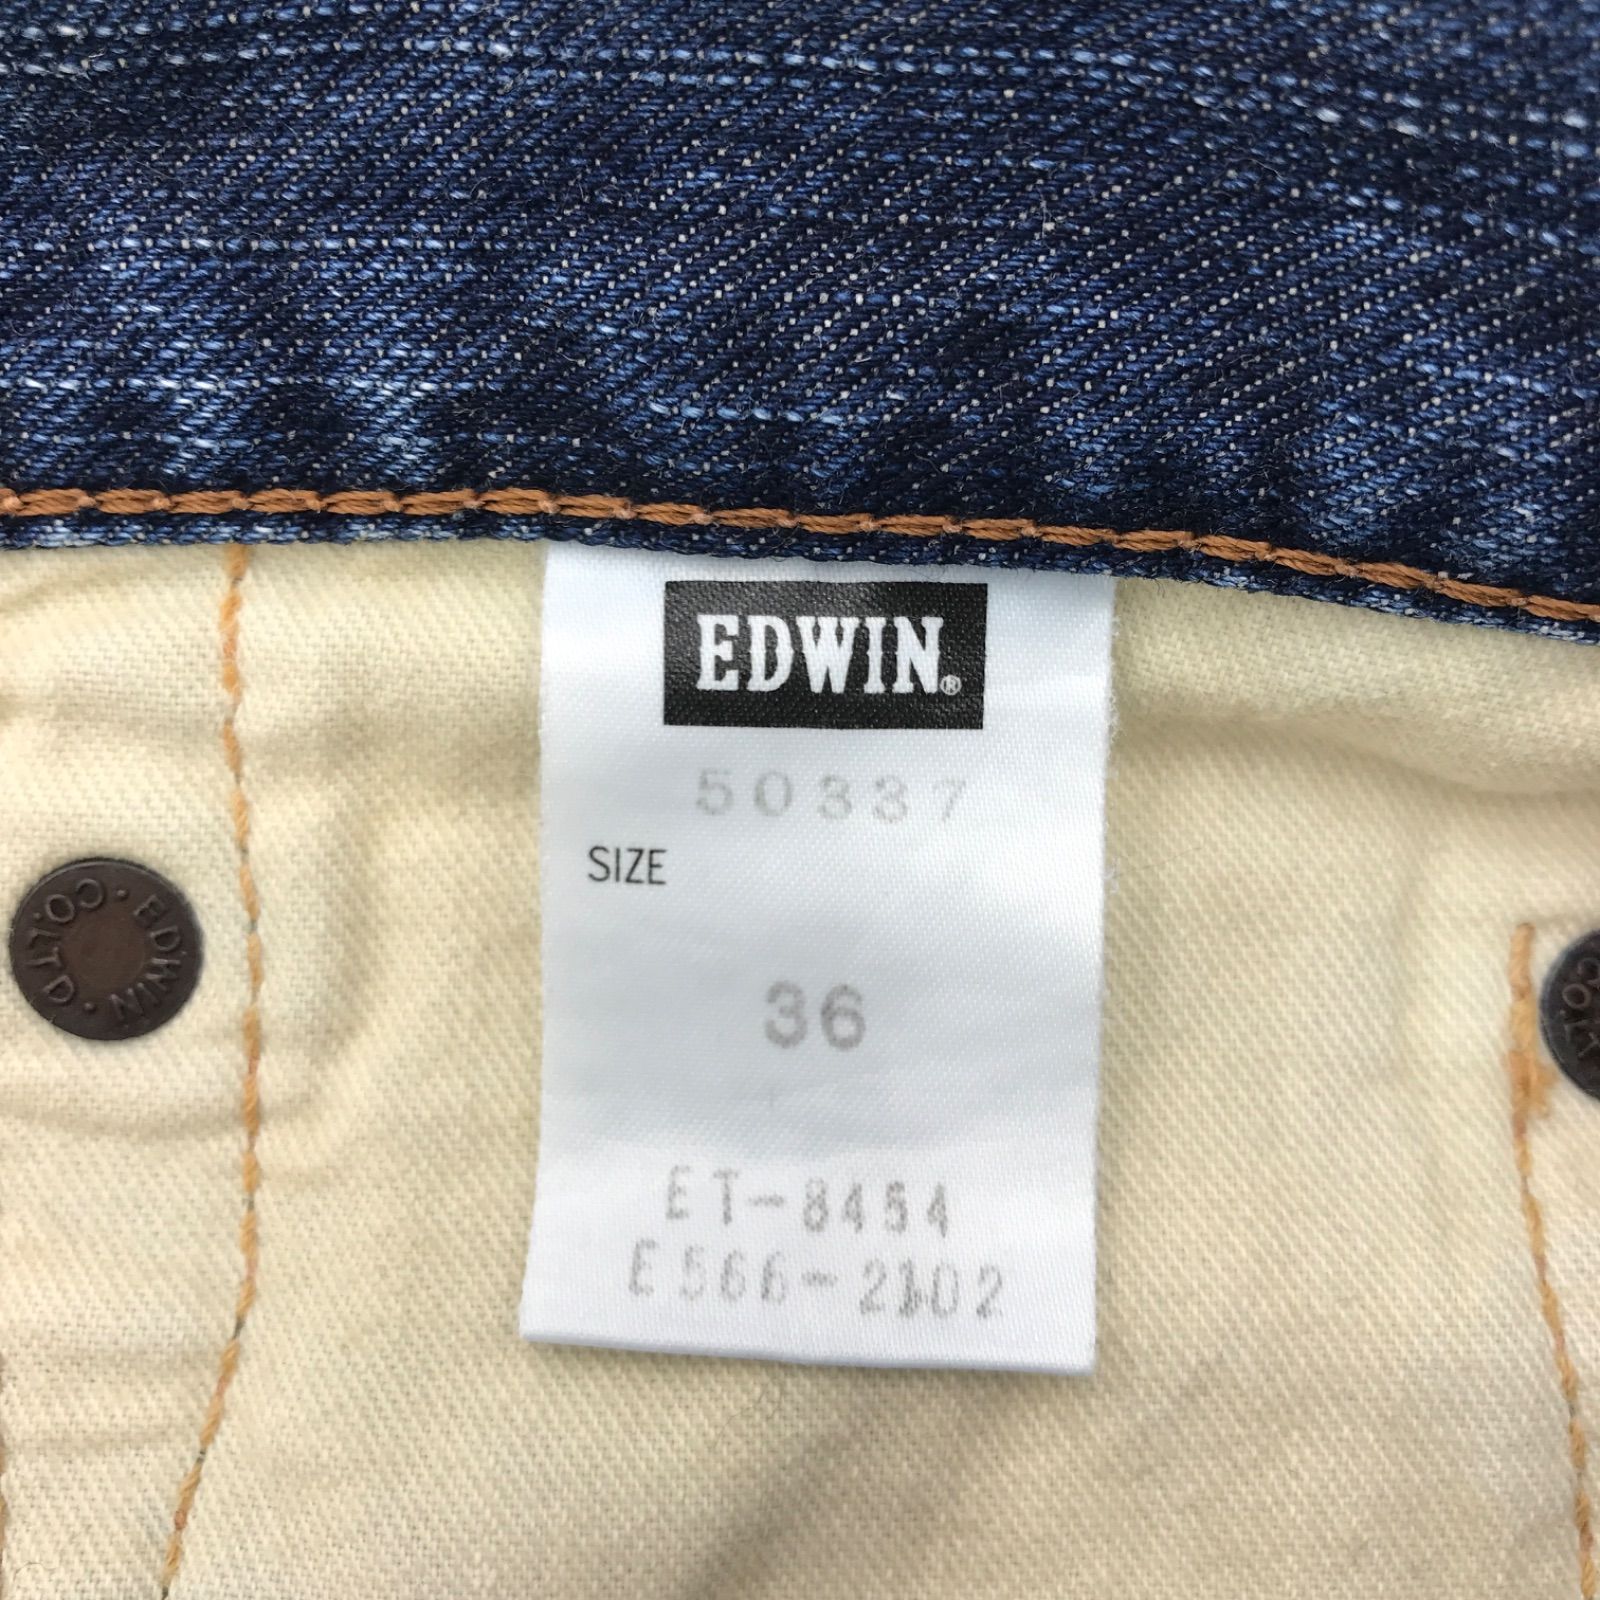 EDWIN®
50337
SIZE
36
ET-8454
E566-2102
EDWIN · CO.LTD ·